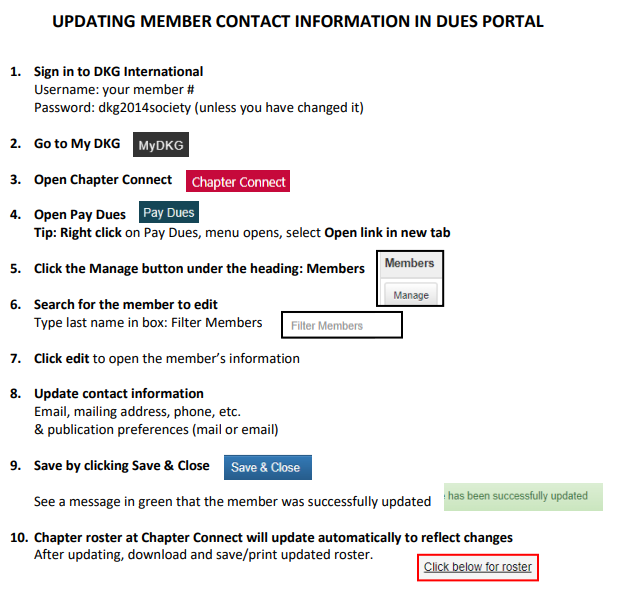 UPDATING MEMBER CONTACT INFORMATION IN DUES PORTAL
1. Sign in to DKG International
Username: your member #
Password: dkg2014society (unless you have changed it)
2. Go to My DKG MyDKG
3. Open Chapter Connect Chapter Connect
4. Open Pay Dues Pay Dues
Tip: Right click on Pay Dues, menu opens, select Open link in new tab
5. Click the Manage button under the heading: Members
Members
Manage
6. Search for the member to edit
Type last name in box: Filter Members Filter Members
7. Click edit to open the member’s information
8. Update contact information
Email, mailing address, phone, etc.
& publication preferences (mail or email)
9. Save by clicking Save & Close Save & Close
See a message in green that the member was successfully updated has been successfully updated
10. Chapter roster at Chapter Connect will update automatically to reflect changes
After updating, download and save/print updated roster.
Click below for roster